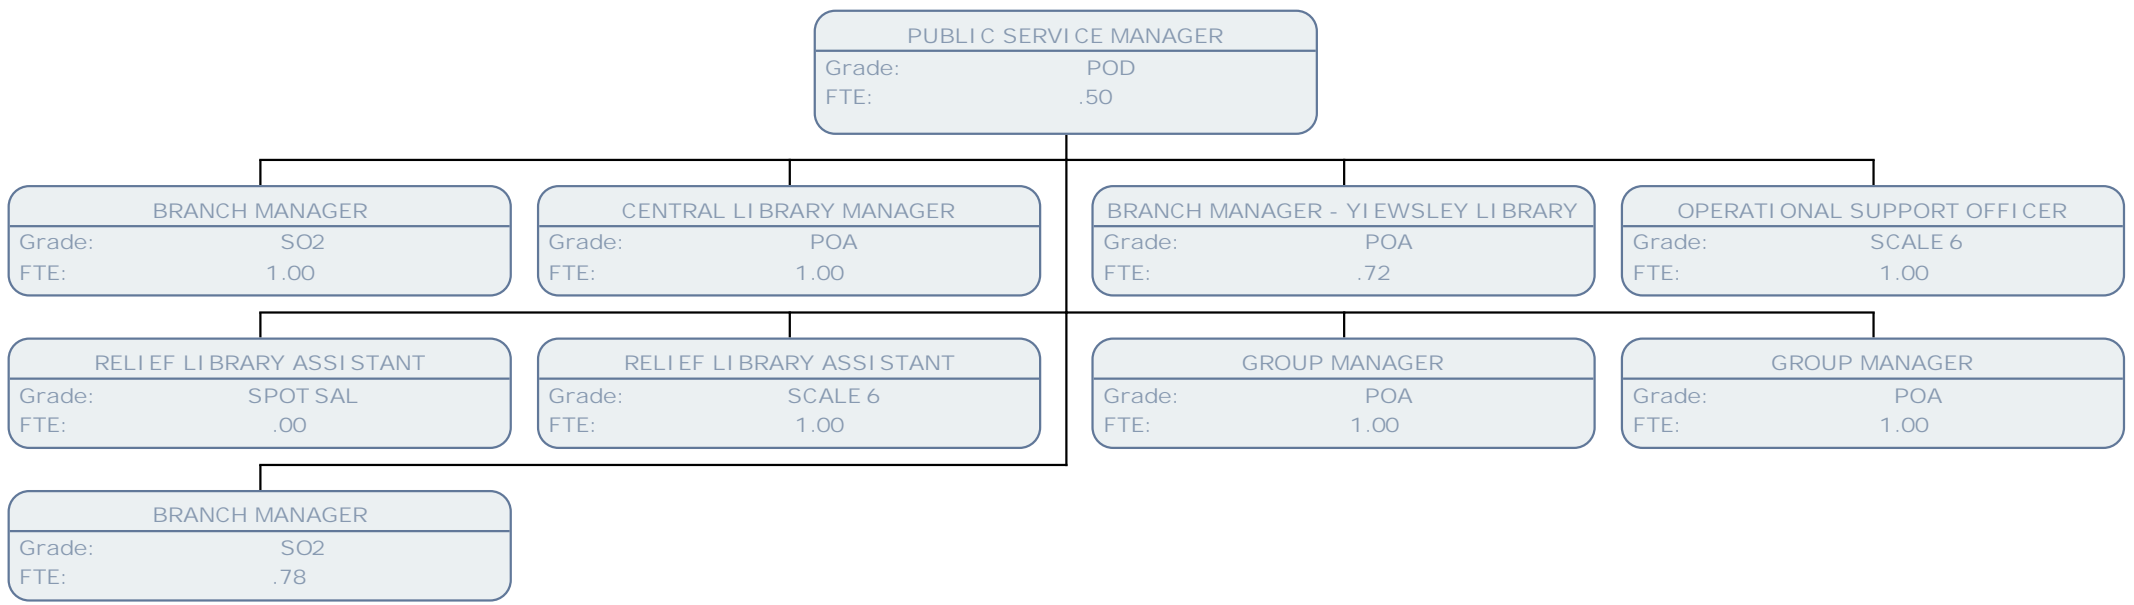 PUBLIC SERVICE MANAGER
Grade: POD
FTE: .50
BRANCH MANAGER
Grade: SO2
FTE: 1.00
CENTRAL LIBRARY MANAGER
Grade: POA
FTE: 1.00
BRANCH MANAGER - YIEWSLEY LIBRARY
Grade: POA
FTE: .72
OPERATIONAL SUPPORT OFFICER
Grade: SCALE 6
FTE: 1.00
RELIEF LIBRARY ASSISTANT
Grade: SPOT SAL
FTE: .00
RELIEF LIBRARY ASSISTANT
Grade: SCALE 6
FTE: 1.00
GROUP MANAGER
Grade: POA
FTE: 1.00
GROUP MANAGER
Grade: POA
FTE: 1.00
BRANCH MANAGER
Grade: SO2
FTE: .78